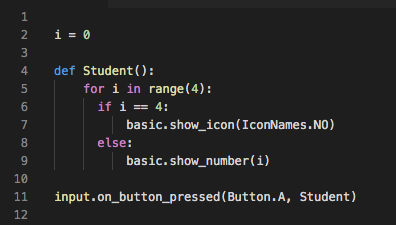 1
2 i = 0
3
4 def Student():
5 for i in range(4):
6 if i == 4:
7 basic.show_icon(IconNames.NO)
8 else:
9 basic.show_number(i)
10
11 input.on_button_pressed(Button.A, Student)
12